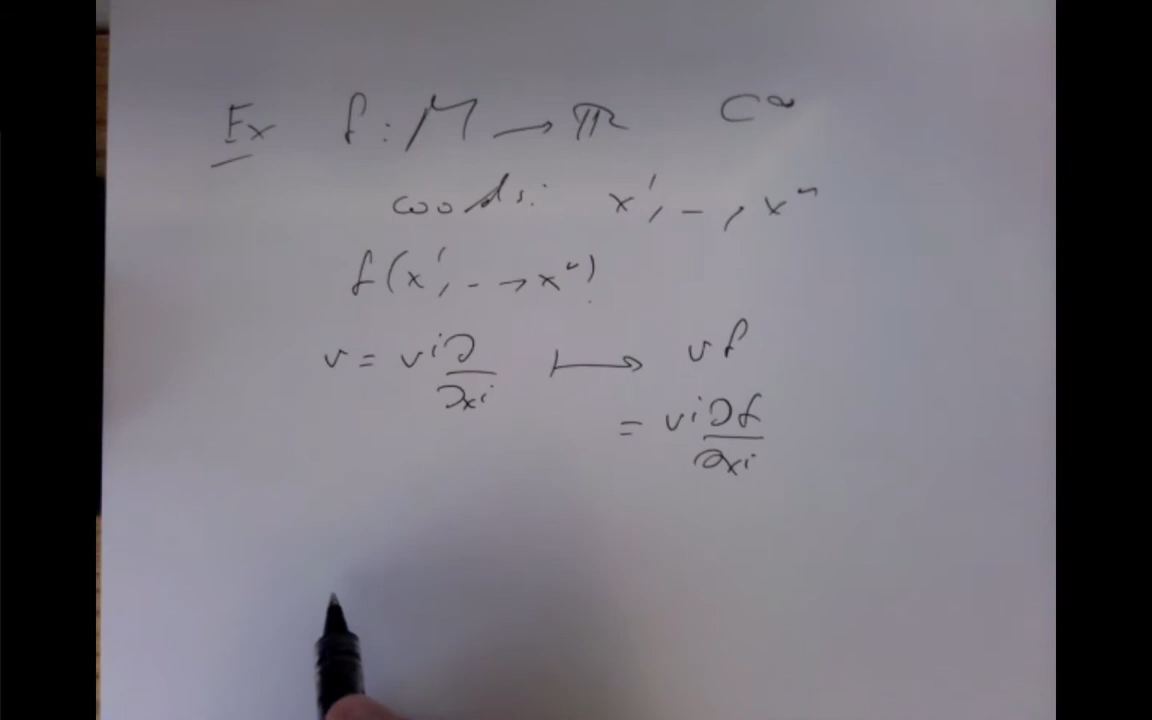 Ex f: M → ℝ C^∞
coords: x^1, -, x^n
f(x^1, - , x^n)
v = v^i ∂/∂x^i ⟼ vf
= v^i ∂f/∂x^i